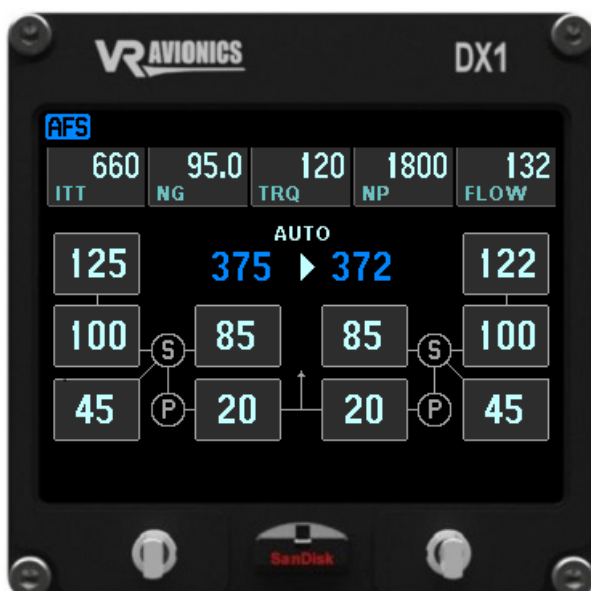 VR AVIONICS DX1
AFS
660 95.0 120 1800 132
ITT NG TRQ NP FLOW
AUTO
125 375 372 122
100 S 85 85 S 100
45 P 20 20 P 45
SanDisk